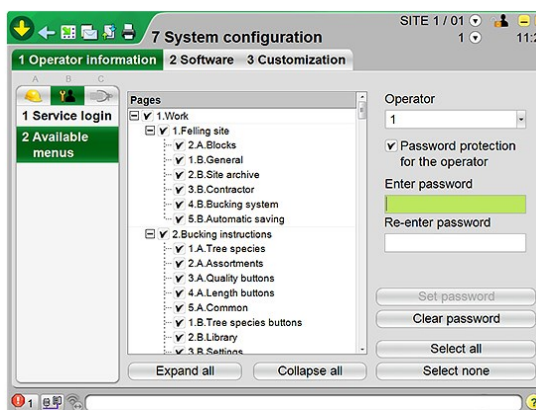 SITE 1 / 01
7 System configuration
1
11:2
1 Operator information
2 Software
3 Customization
A
B
C
1 Service login
2 Available
menus
Pages
1.Work
1.Felling site
2.A.Blocks
1.B.General
2.B.Site archive
3.B.Contractor
4.B.Bucking system
5.B.Automatic saving
2.Bucking instructions
1.A.Tree species
2.A.Assortments
3.A.Quality buttons
4.A.Length buttons
5.A.Common
1.B.Tree species buttons
2.B.Library
3.B.Settings
Expand all
Collapse all
Operator
1
Password protection
for the operator
Enter password
Re-enter password
Set password
Clear password
Select all
Select none
1
?